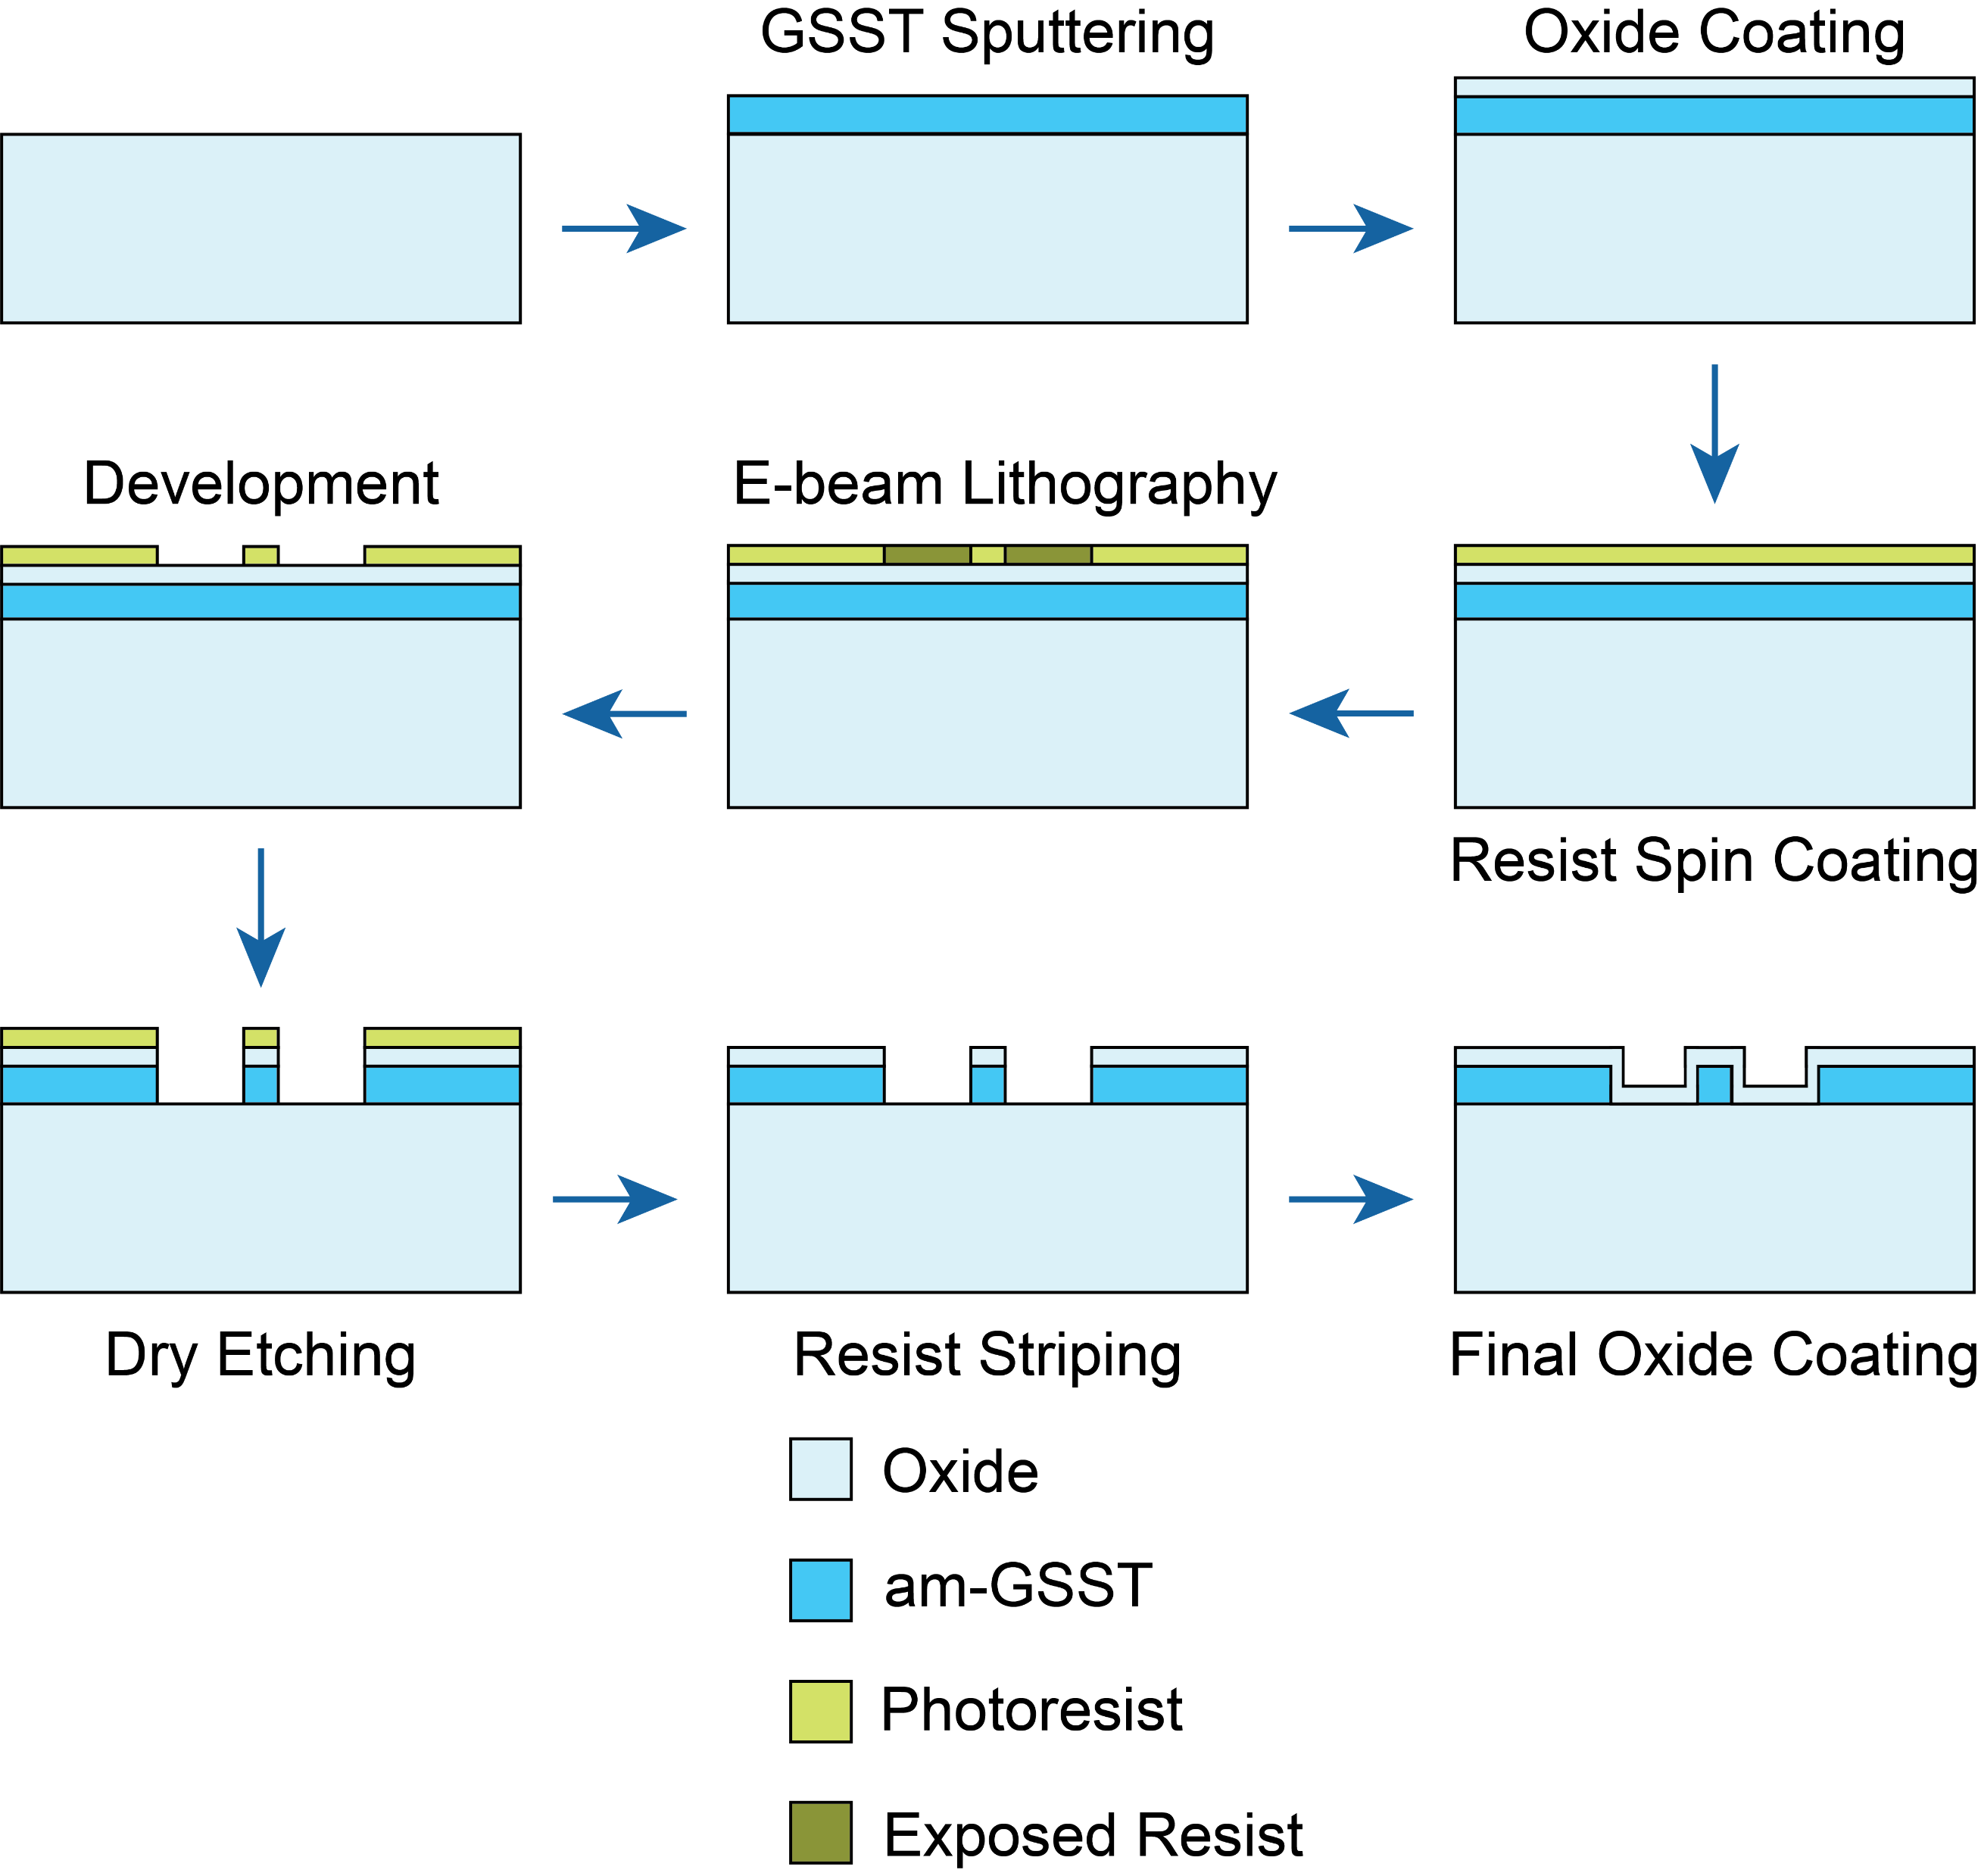 GSST Sputtering
Oxide Coating
Development
E-beam Lithography
Resist Spin Coating
Dry Etching
Resist Striping
Final Oxide Coating
Oxide
am-GSST
Photoresist
Exposed Resist